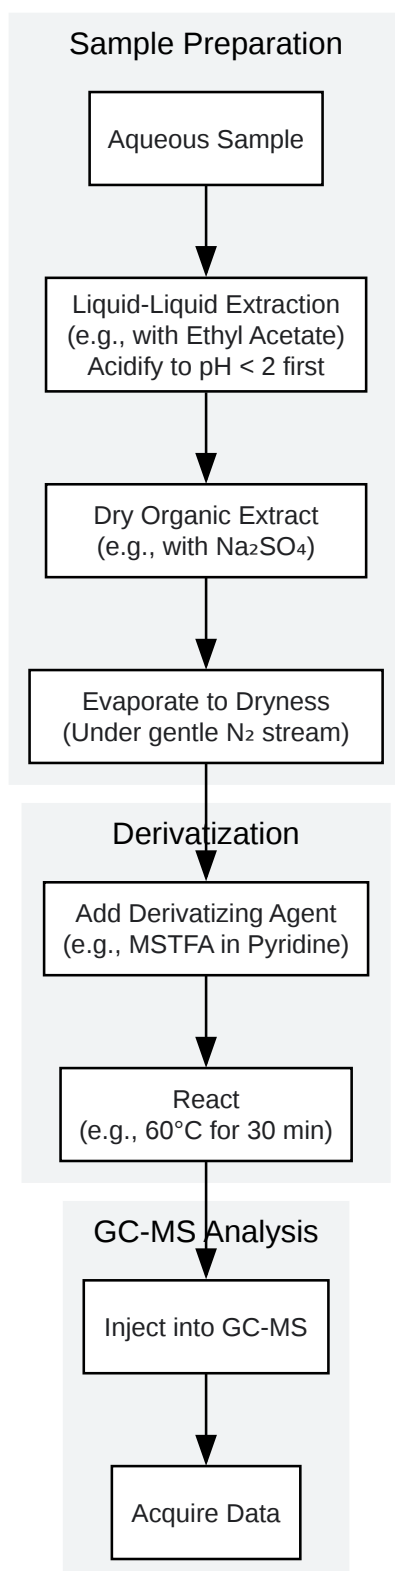 Sample Preparation
Aqueous Sample
Liquid-Liquid Extraction
(e.g., with Ethyl Acetate)
Acidify to pH < 2 first
Dry Organic Extract
(e.g., with Na₂SO₄)
Evaporate to Dryness
(Under gentle N₂ stream)
Derivatization
Add Derivatizing Agent
(e.g., MSTFA in Pyridine)
React
(e.g., 60°C for 30 min)
GC-MS Analysis
Inject into GC-MS
Acquire Data